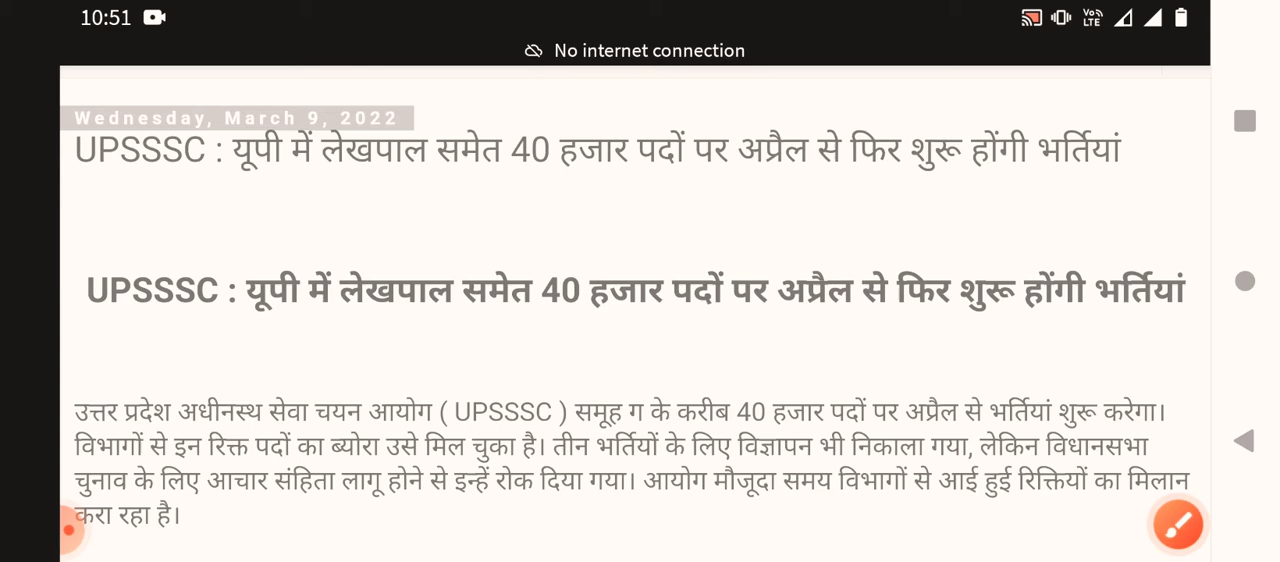 10:51
Vo LTE
No internet connection
Wednesday, March 9, 2022
UPSSSC : यूपी में लेखपाल समेत 40 हजार पदों पर अप्रैल से फिर शुरू होंगी भर्तियां
UPSSSC : यूपी में लेखपाल समेत 40 हजार पदों पर अप्रैल से फिर शुरू होंगी भर्तियां
उत्तर प्रदेश अधीनस्थ सेवा चयन आयोग ( UPSSSC ) समूह ग के करीब 40 हजार पदों पर अप्रैल से भर्तियां शुरू करेगा।
विभागों से इन रिक्त पदों का ब्योरा उसे मिल चुका है। तीन भर्तियों के लिए विज्ञापन भी निकाला गया, लेकिन विधानसभा
चुनाव के लिए आचार संहिता लागू होने से इन्हें रोक दिया गया। आयोग मौजूदा समय विभागों से आई हुई रिक्तियों का मिलान
करा रहा है।